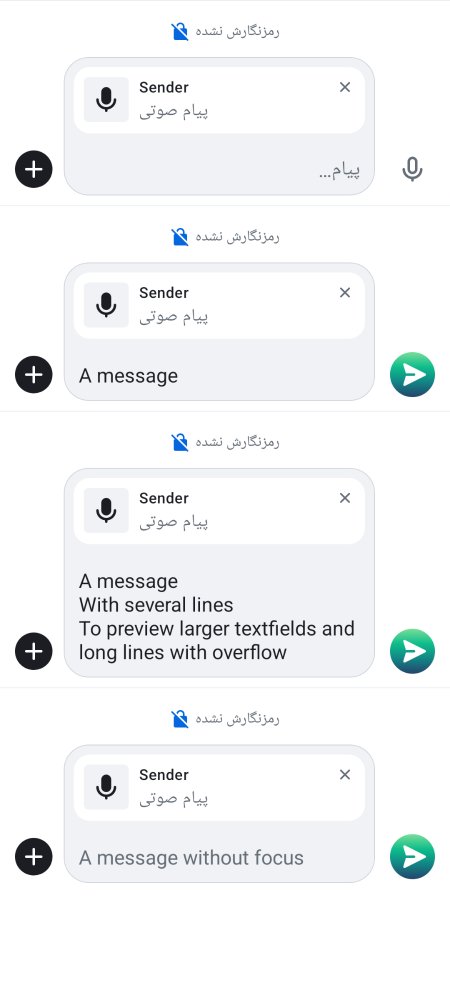 رمزنگارش نشده
Sender
پیام صوتی
پیام…
رمزنگارش نشده
Sender
پیام صوتی
A message
رمزنگارش نشده
Sender
پیام صوتی
A message
With several lines
To preview larger textfields and
long lines with overflow
رمزنگارش نشده
Sender
پیام صوتی
A message without focus